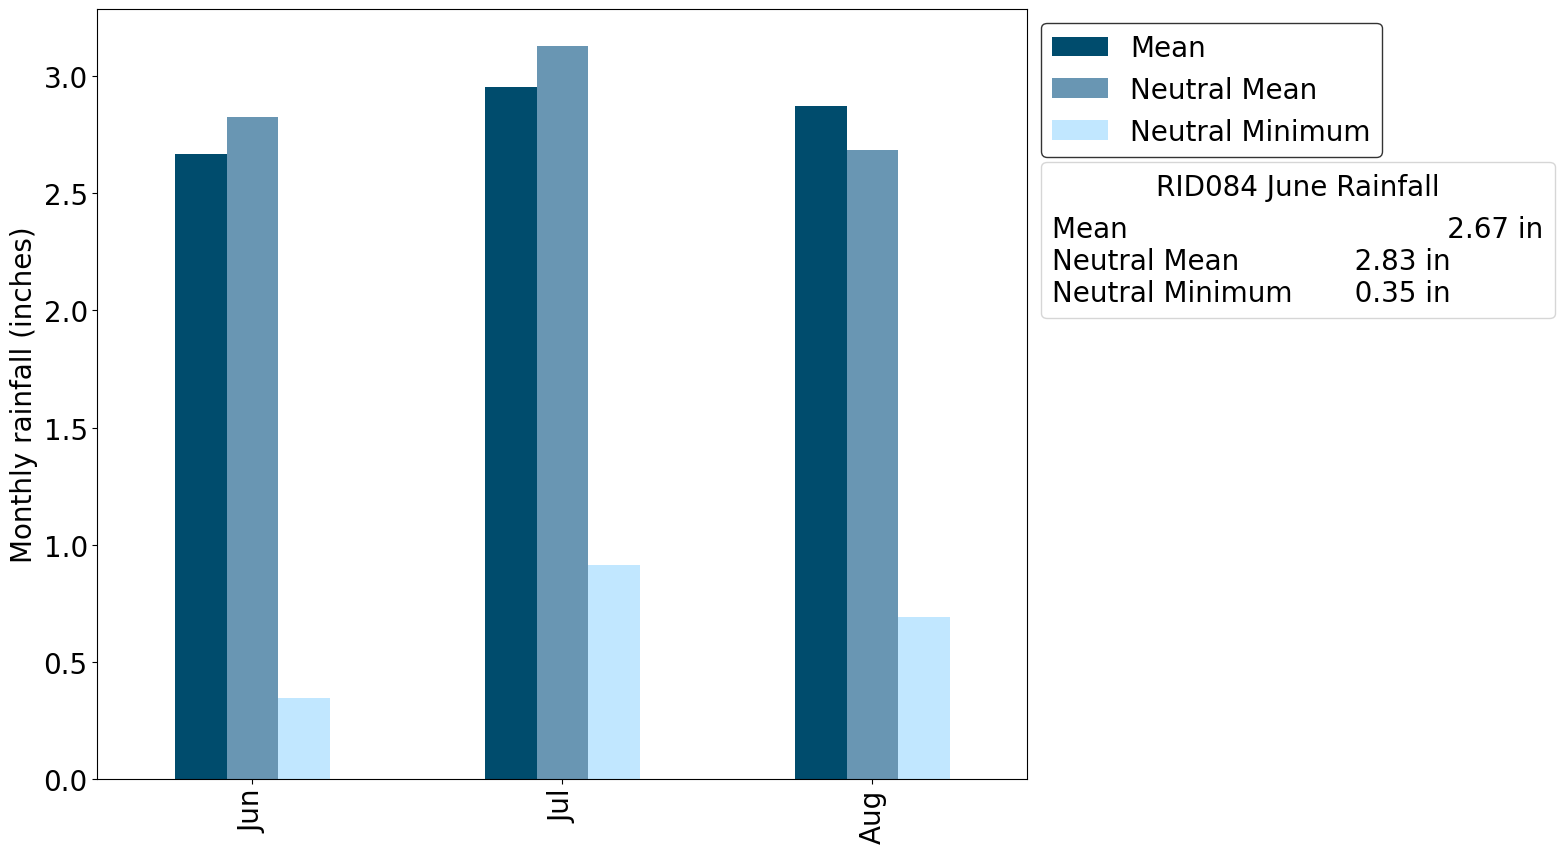 Monthly rainfall (inches)
3.0
2.5
2.0
1.5
1.0
0.5
0.0
Jun
Jul
Aug
Mean
Neutral Mean
Neutral Minimum
RID084 June Rainfall
Mean 2.67 in
Neutral Mean 2.83 in
Neutral Minimum 0.35 in